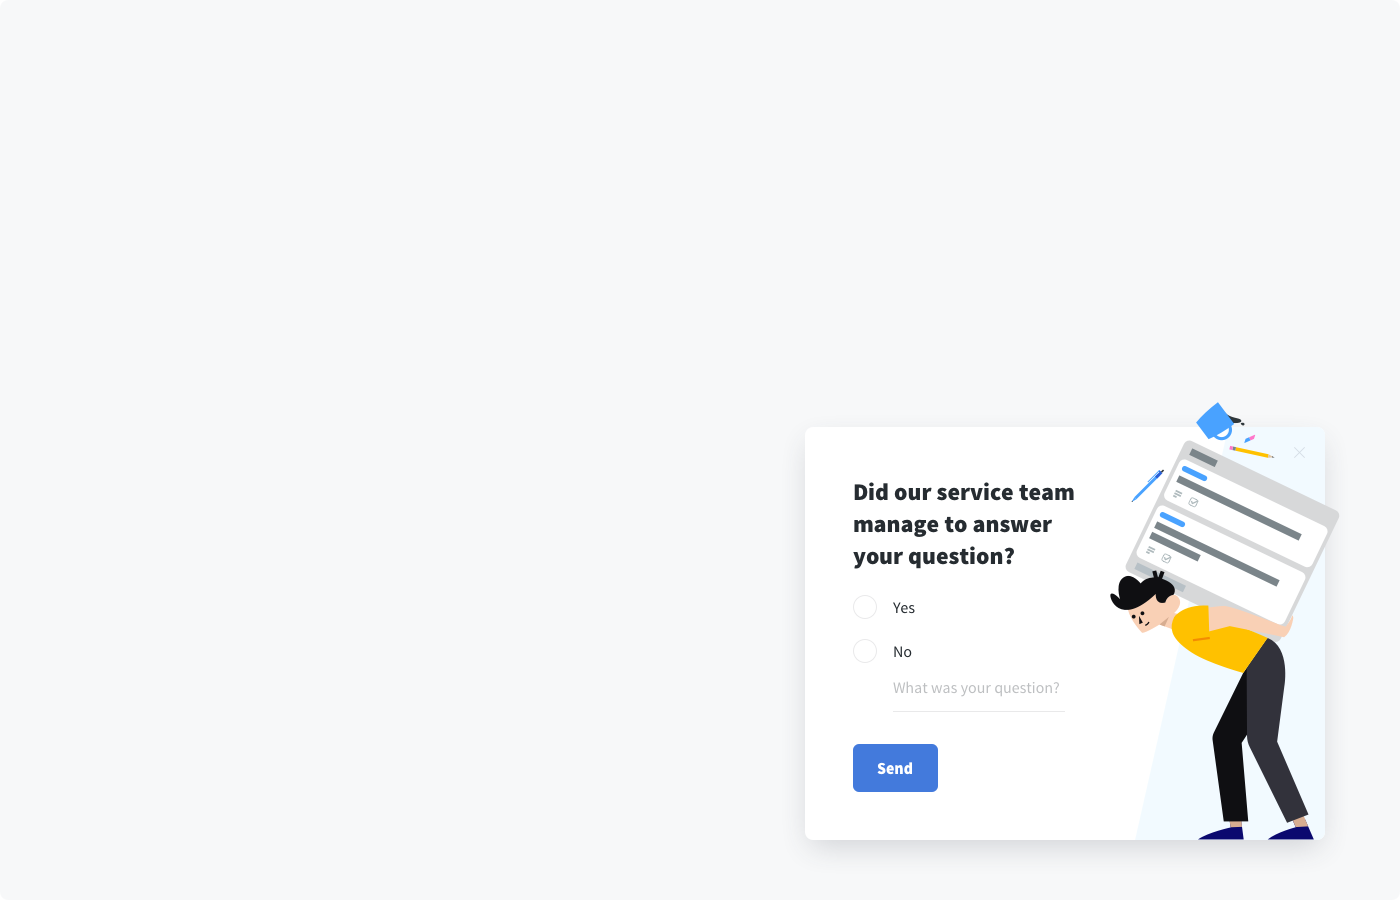 Did our service team
manage to answer
your question?
Yes
No
What was your question?
Send